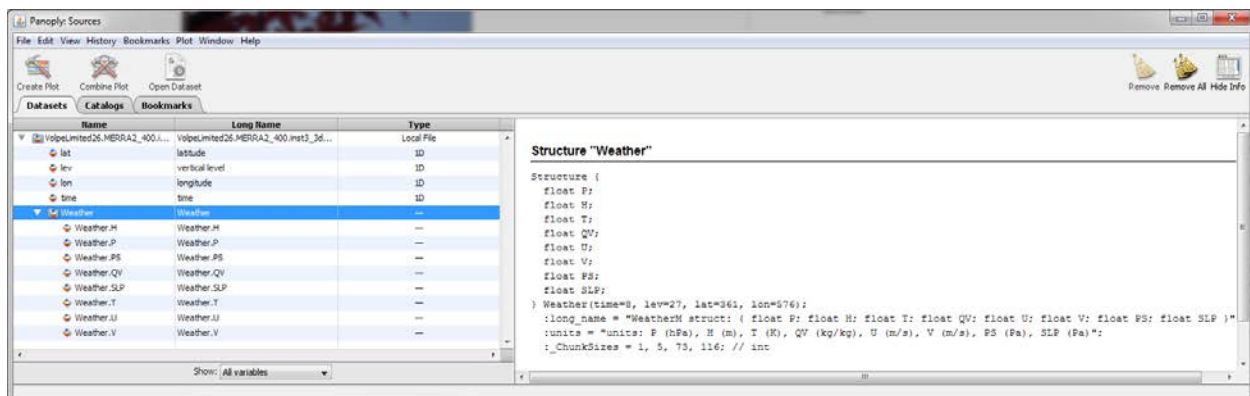 Panoply: Sources
File Edit View History Bookmarks Plot Window Help
Create Plot Combine Plot Open Dataset Remove Remove All Hide Info
Datasets Catalogs Bookmarks
Name Long Name Type
VolpeLimited26.MERRA2_400.i... VolpeLimited26.MERRA2_400.inst3_3d... Local File
lat latitude 1D
lev vertical level 1D
lon longitude 1D
time time 1D
Weather Weather —
Weather.H Weather.H —
Weather.P Weather.P —
Weather.PS Weather.PS —
Weather.QV Weather.QV —
Weather.SLP Weather.SLP —
Weather.T Weather.T —
Weather.U Weather.U —
Weather.V Weather.V —
Show: All variables
Structure "Weather"
Structure {
float P;
float H;
float T;
float QV;
float U;
float V;
float PS;
float SLP;
} Weather(time=8, lev=27, lat=361, lon=576);
:long_name = "WeatherM struct: { float P; float H; float T; float QV; float U; float V; float PS; float SLP }"
:units = "units: P (hPa), H (m), T (K), QV (kg/kg), U (m/s), V (m/s), PS (Pa), SLP (Pa)";
:_ChunkSizes = 1, 5, 73, 116; // int